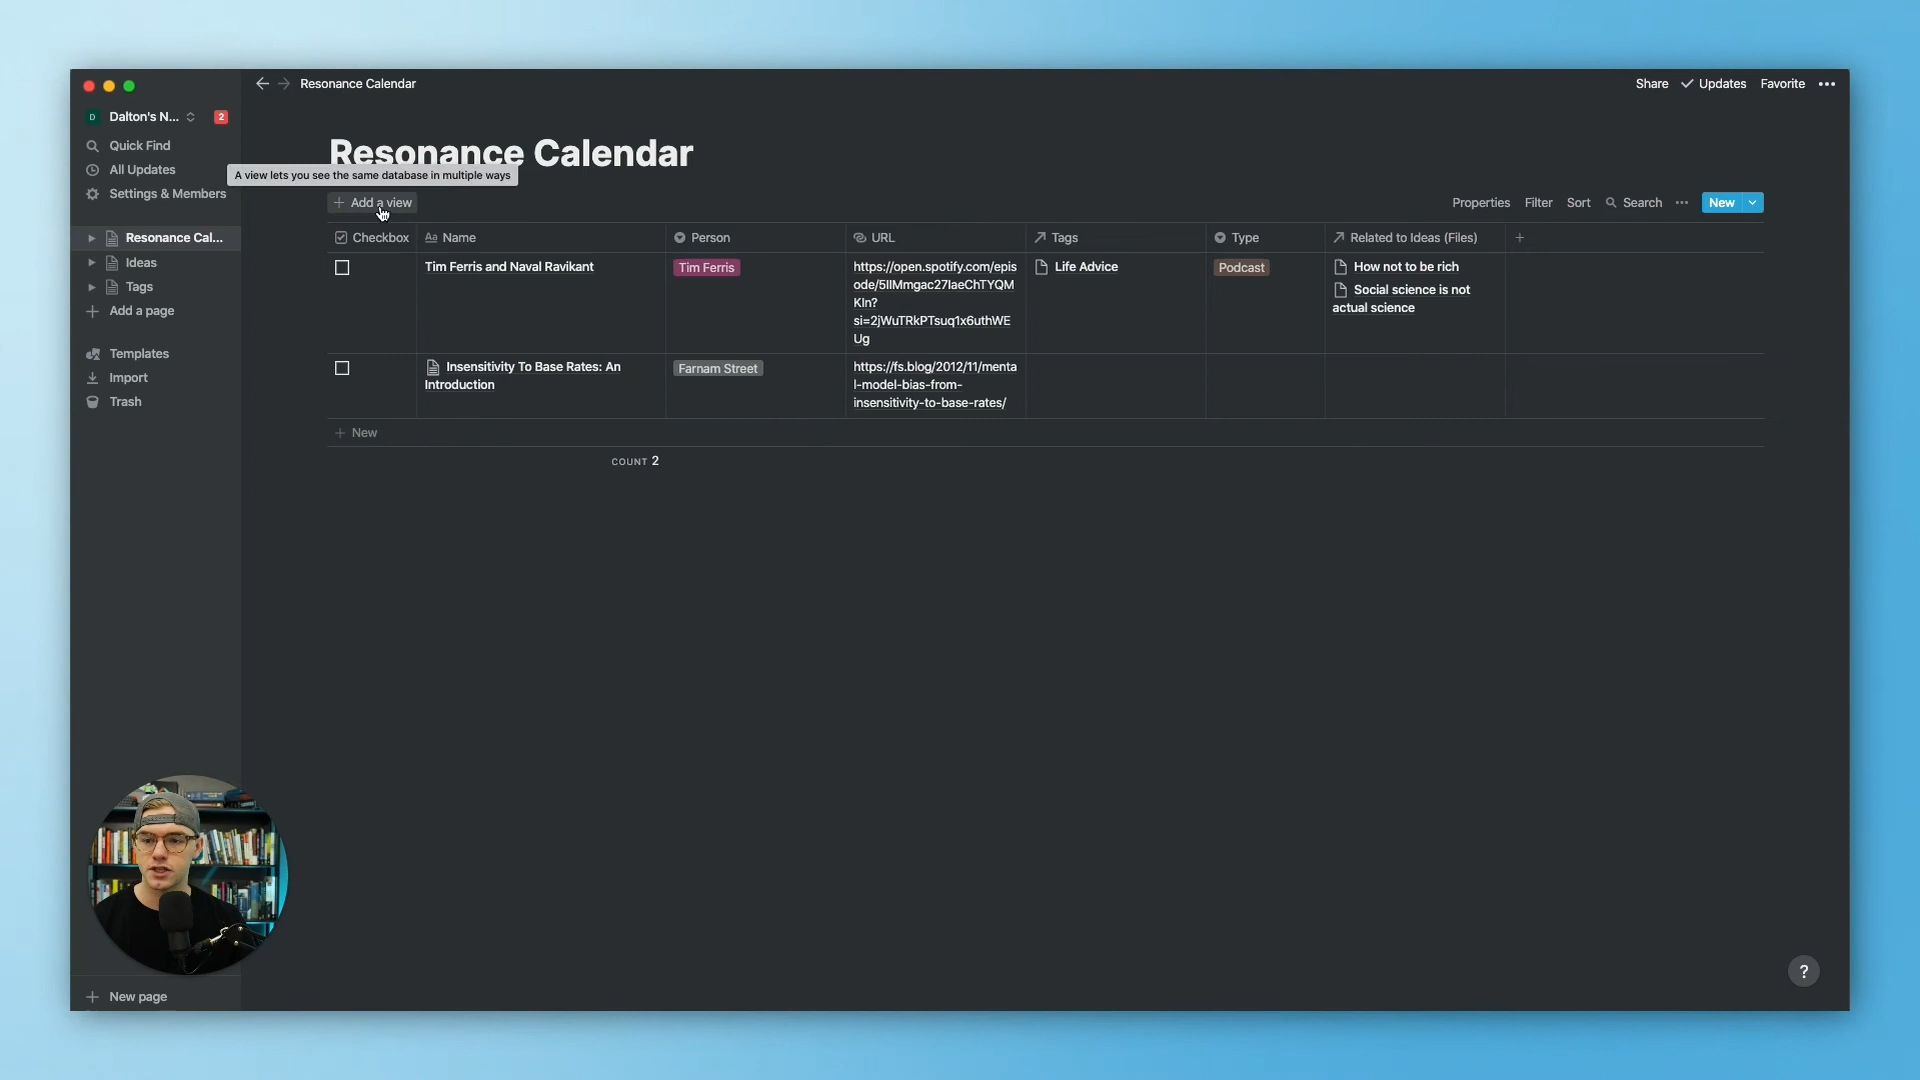 Resonance Calendar
Share
Updates
Favorite
D
Dalton's N...
2
Quick Find
All Updates
Settings & Members
Resonance Cal...
Ideas
Tags
Add a page
Templates
Import
Trash
New page
Resonance Calendar
A view lets you see the same database in multiple ways
Add a view
Properties
Filter
Sort
Search
New
Checkbox
Aa Name
Person
URL
Tags
Type
Related to Ideas (Files)
Tim Ferris and Naval Ravikant
Tim Ferris
https://open.spotify.com/epis
ode/5IIMmgac27IaeChTYQM
KIn?
si=2jWuTRkPTsuq1x6uthWE
Ug
Life Advice
Podcast
How not to be rich
Social science is not
actual science
Insensitivity To Base Rates: An
Introduction
Farnam Street
https://fs.blog/2012/11/menta
l-model-bias-from-
insensitivity-to-base-rates/
New
COUNT 2
?